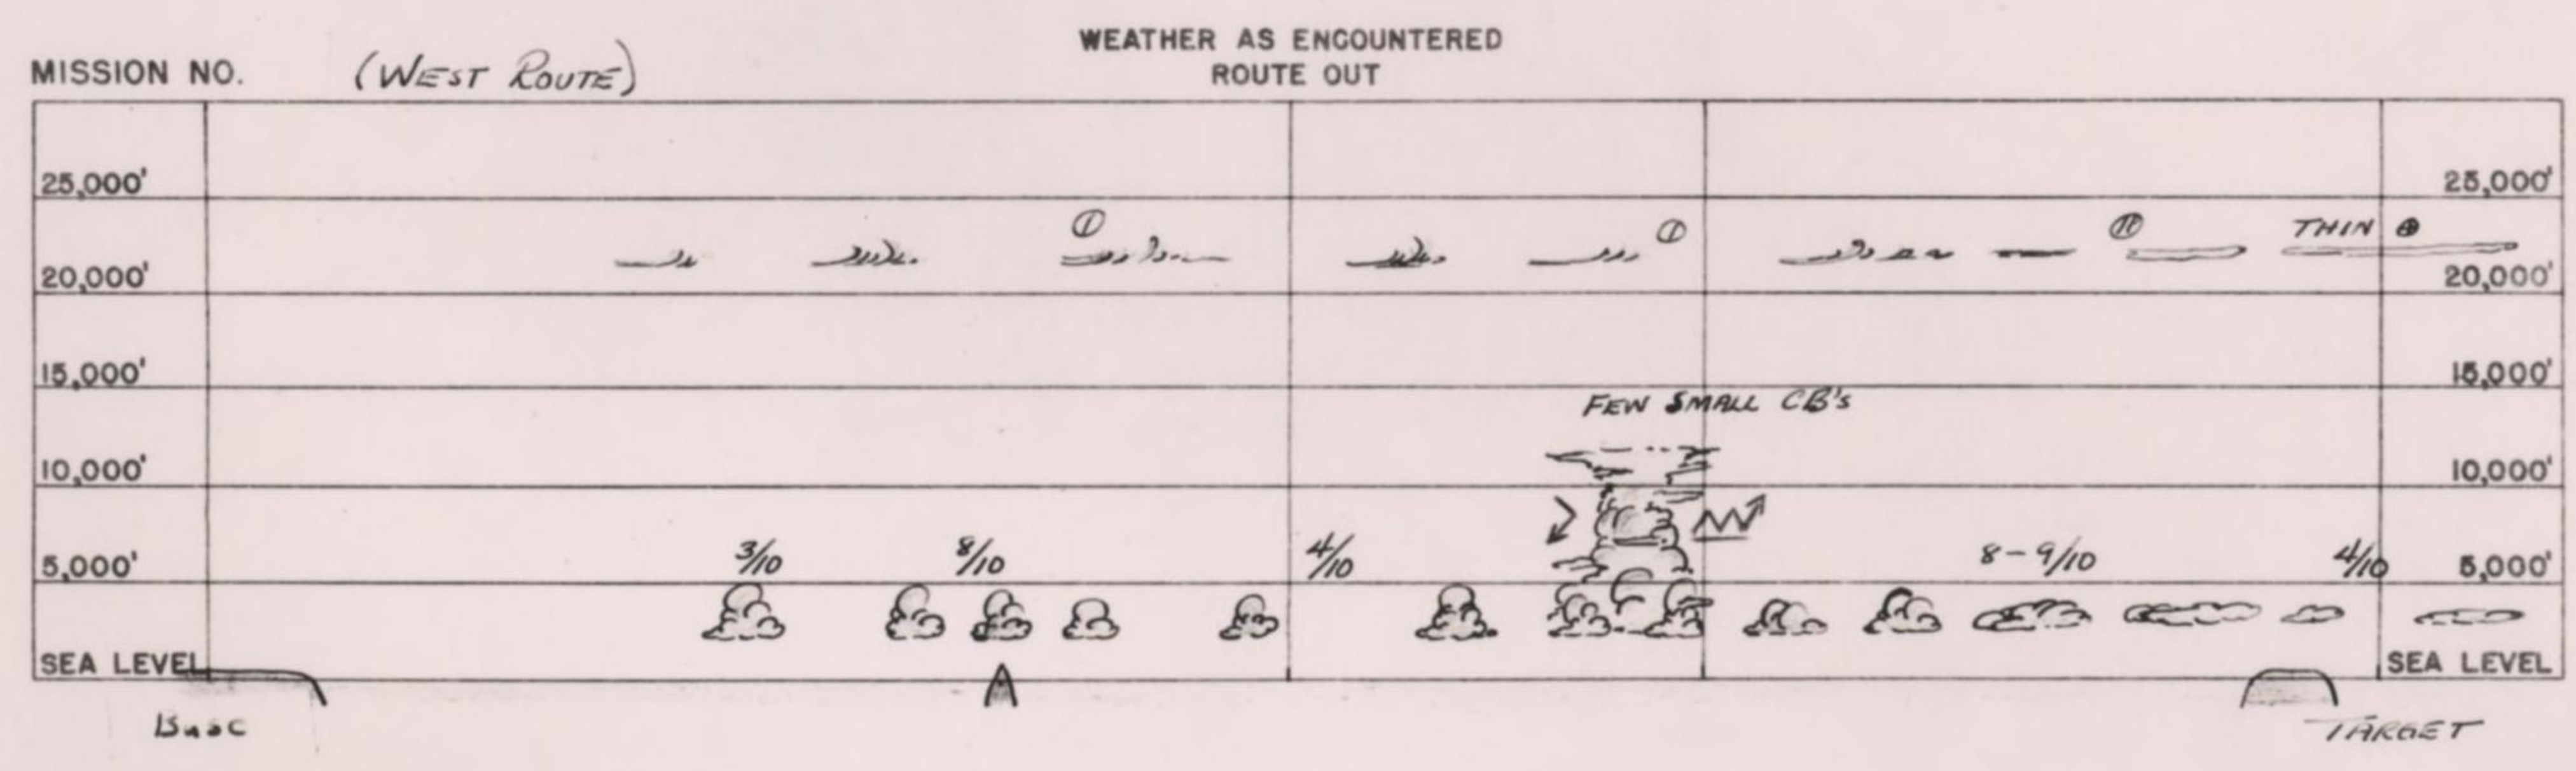 WEATHER AS ENCOUNTERED
MISSION NO. (WEST ROUTE) ROUTE OUT
25,000' 25,000'
THIN
20,000' 20,000'
15,000' 15,000'
FEW SMALL CB's
10,000' 10,000'
3/10 8/10 4/10 8-9/10 4/10
5,000' 5,000'
SEA LEVEL SEA LEVEL
Base TARGET